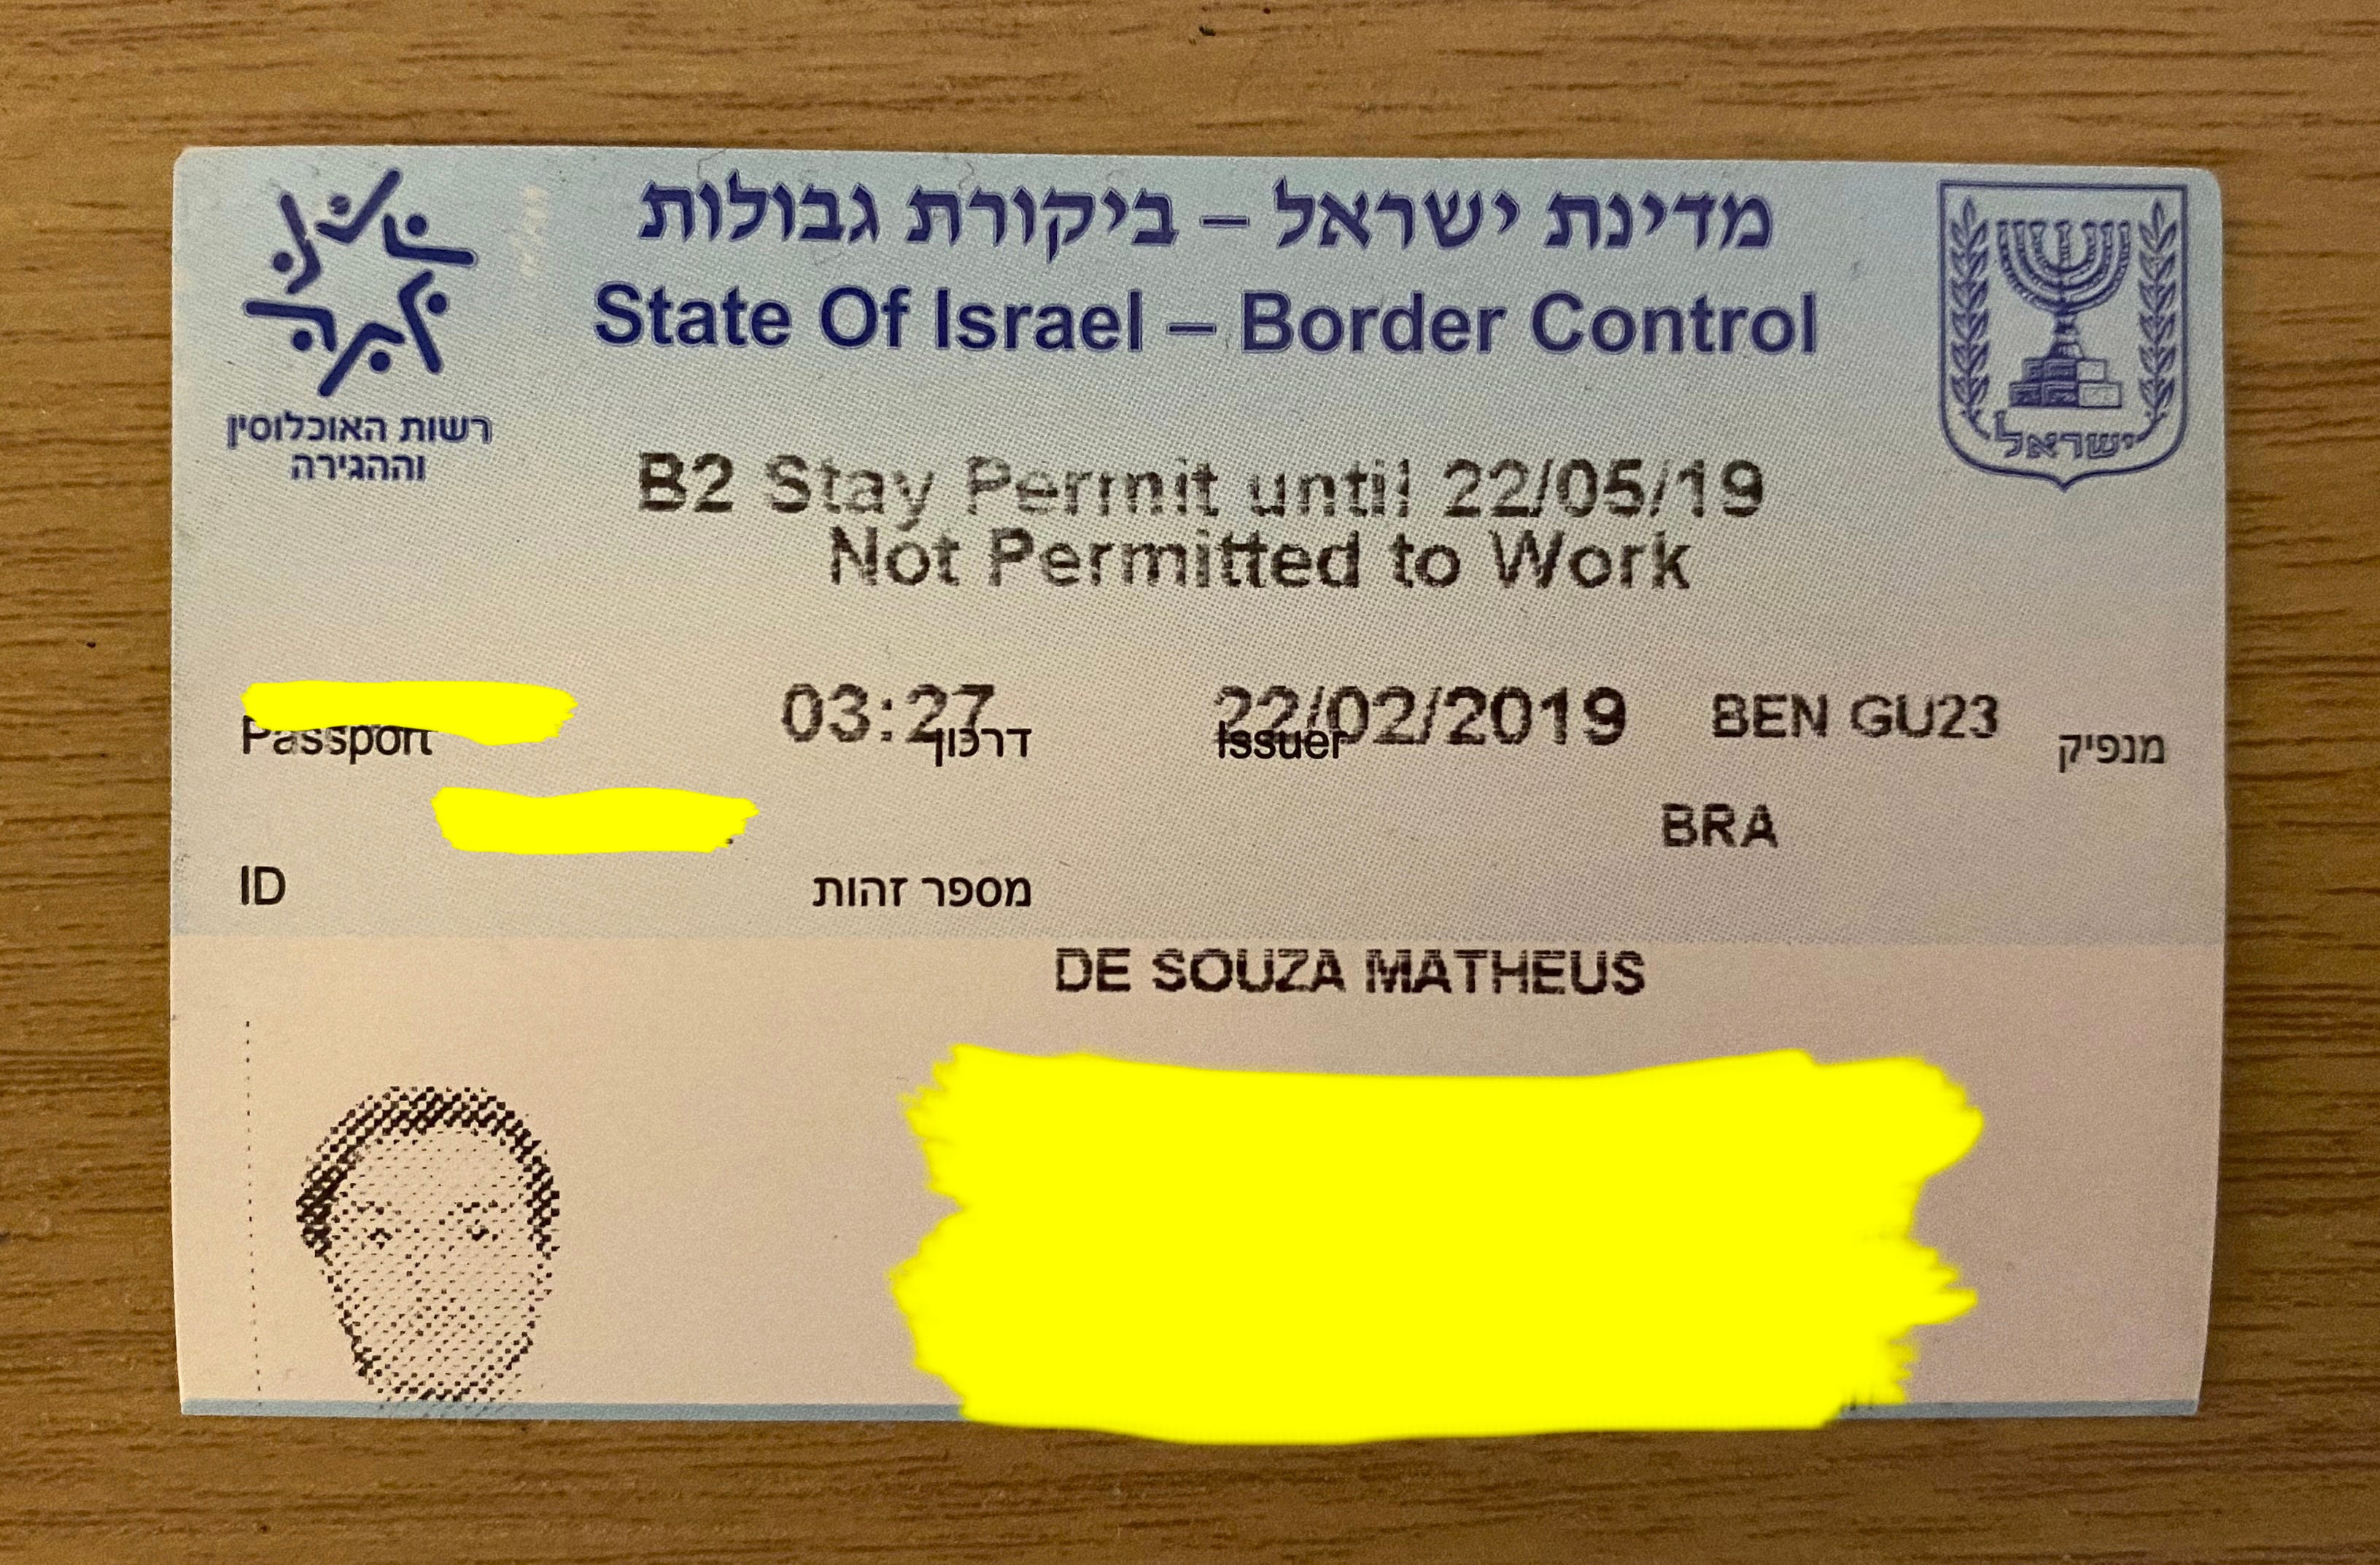 מדינת ישראל – ביקורת גבולות
State Of Israel – Border Control
רשות האוכלוסין
וההגירה
ישראל
B2 Stay Permit until 22/05/19
Not Permitted to Work
03:27 22/02/2019 BEN GU23
Passport דרכון Issuer מנפיק
BRA
ID מספר זהות
DE SOUZA MATHEUS